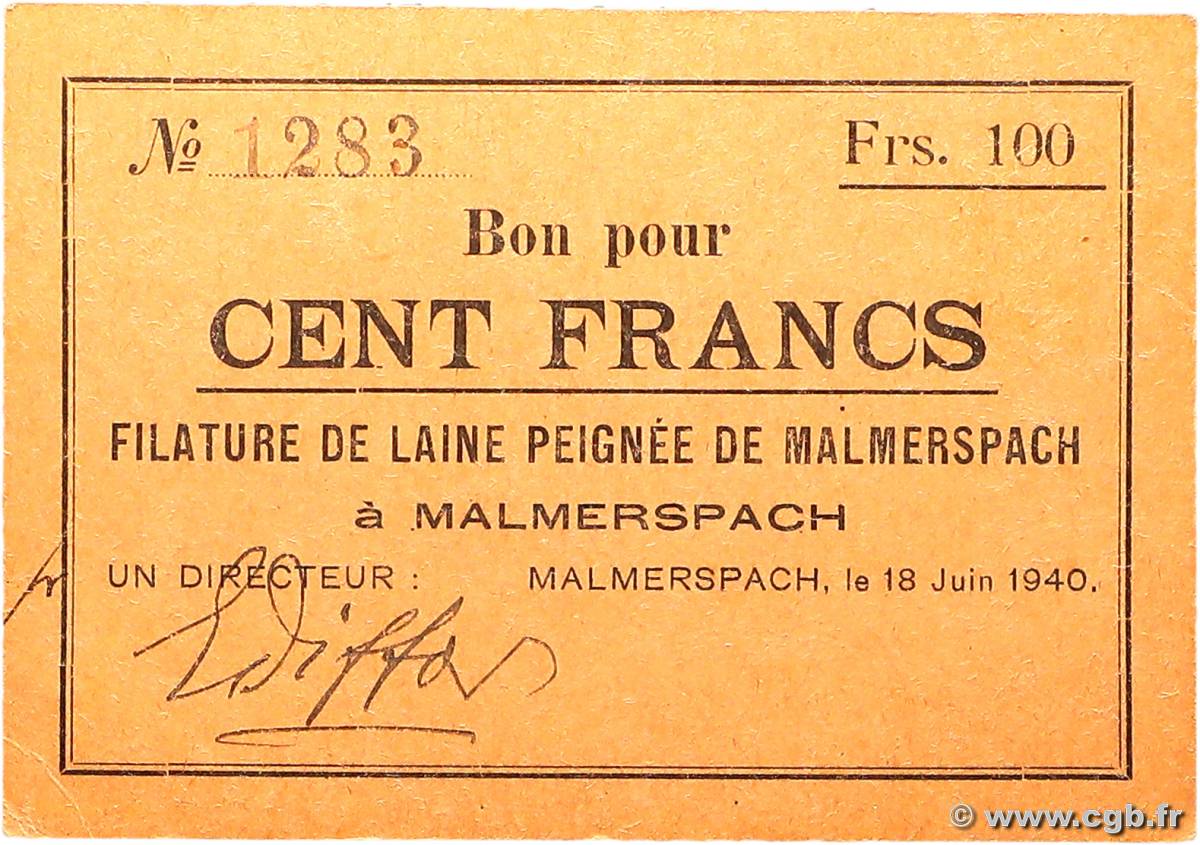 № 1283 Frs. 100
Bon pour
CENT FRANCS
FILATURE DE LAINE PEIGNÉE DE MALMERSPACH
à MALMERSPACH
UN DIRECTEUR : MALMERSPACH, le 18 Juin 1940.
© www.cgb.fr